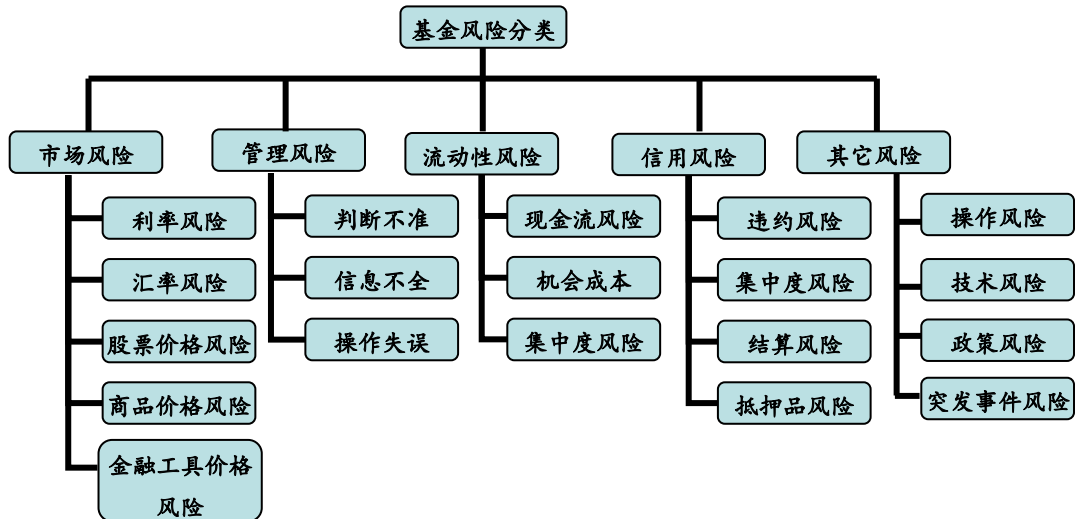 基金风险分类
市场风险
管理风险
流动性风险
信用风险
其它风险
利率风险
汇率风险
股票价格风险
商品价格风险
金融工具价格
风险
判断不准
信息不全
操作失误
现金流风险
机会成本
集中度风险
违约风险
集中度风险
结算风险
抵押品风险
操作风险
技术风险
政策风险
突发事件风险